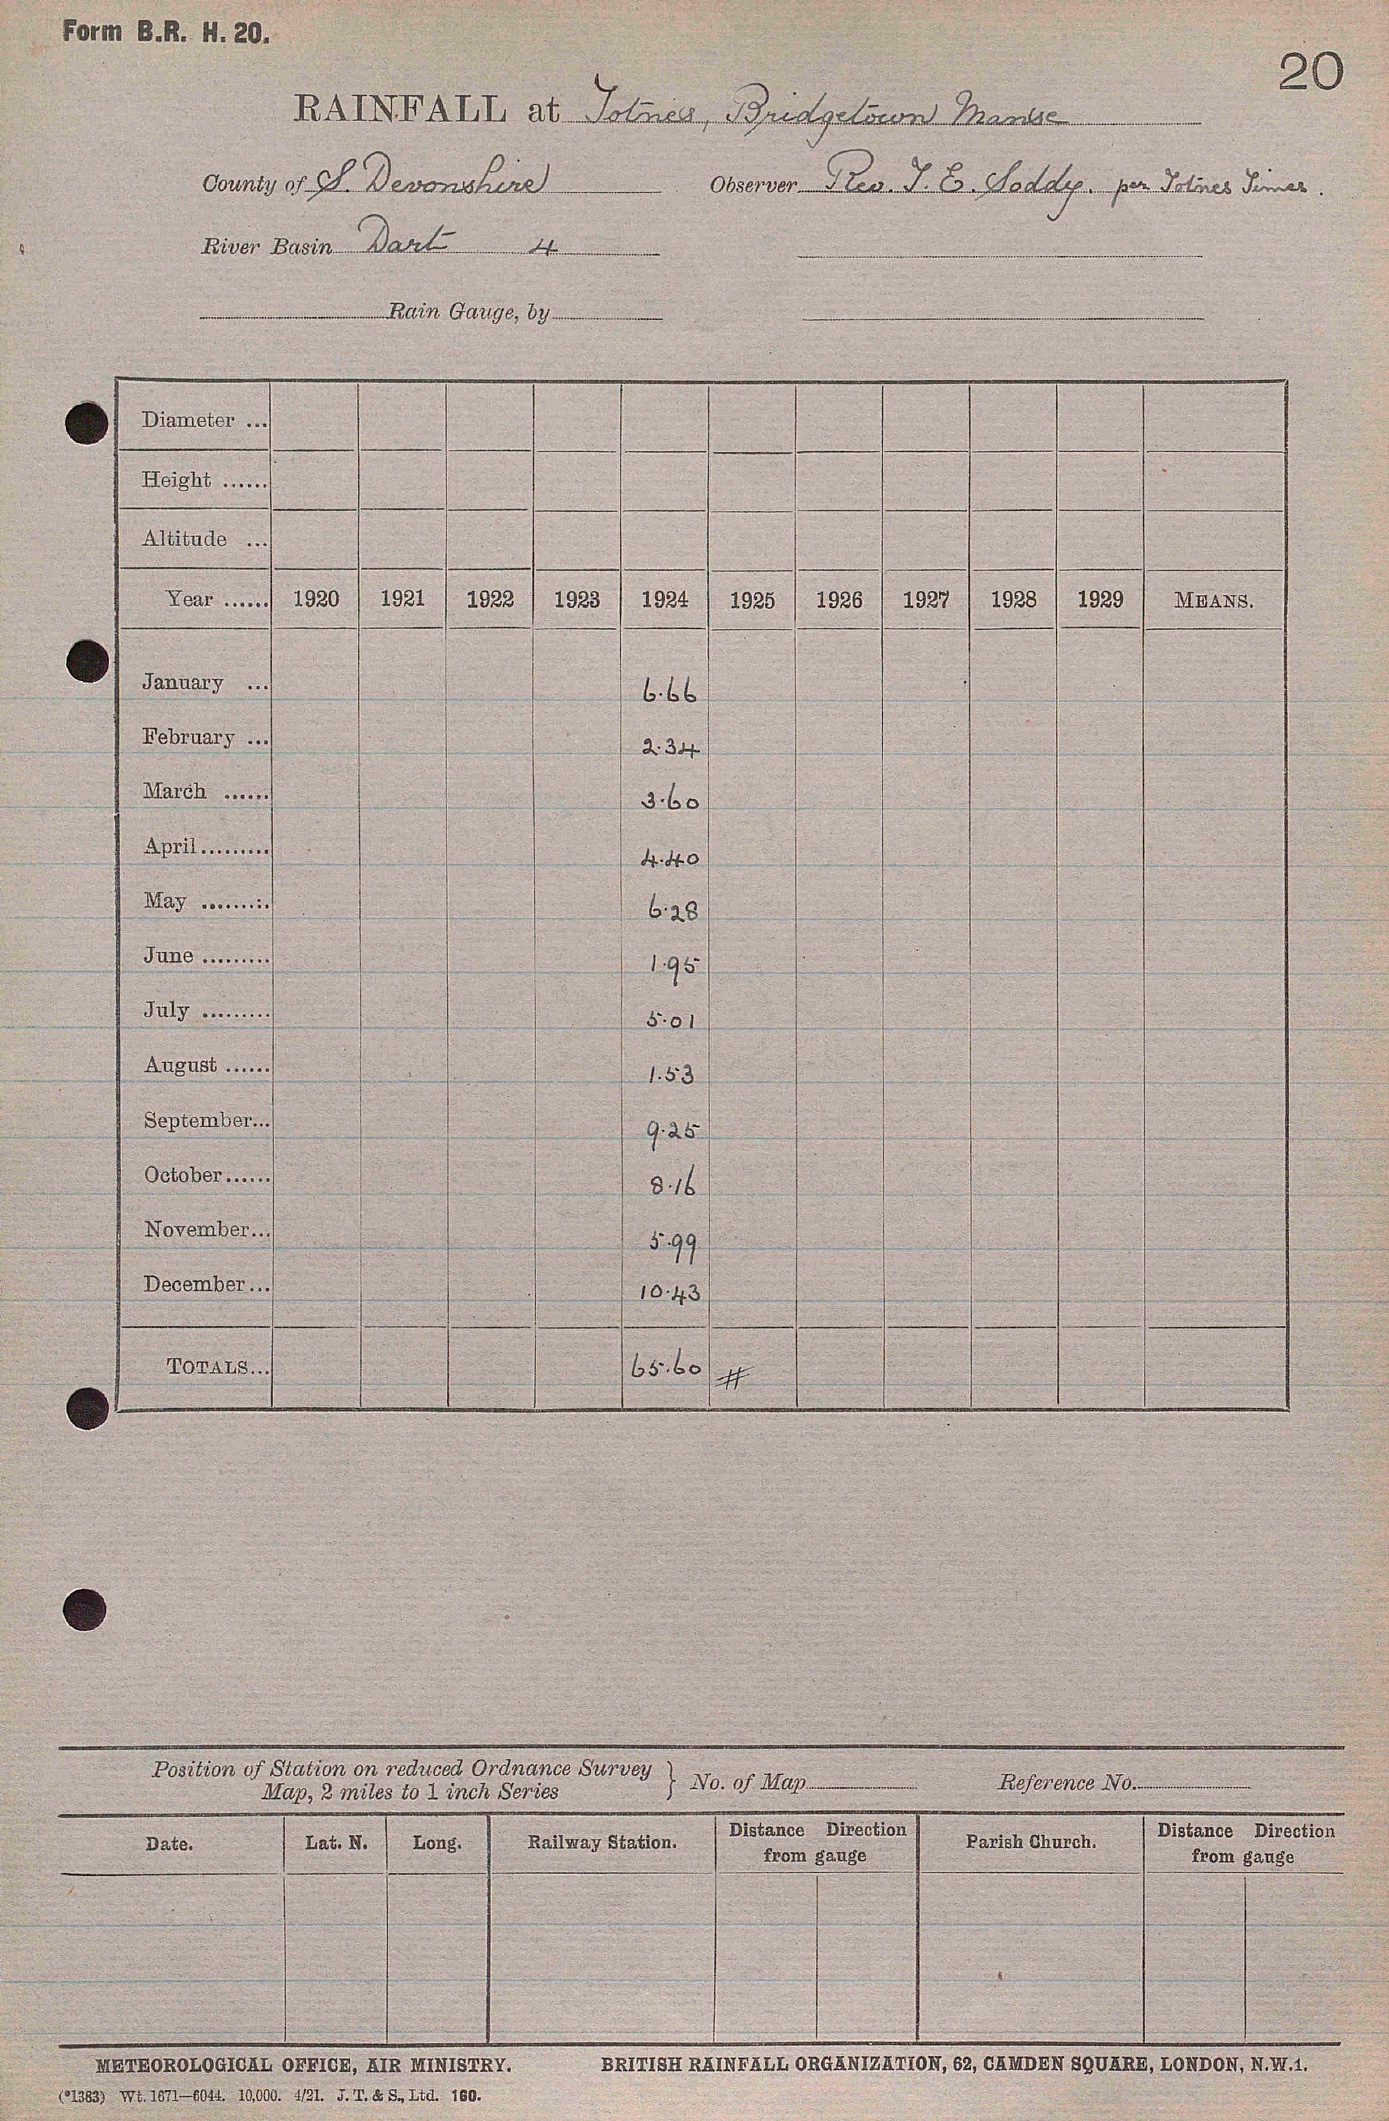 Form B.R. H. 20.
20
RAINFALL at Totnes, Bridgetown Manse
County of S. Devonshire Observer Rev. T. E. Soddy. per Totnes Times.
River Basin Dart 4
Rain Gauge, by
Diameter ...
Height ......
Altitude ...
Year ...... 1920 1921 1922 1923 1924 1925 1926 1927 1928 1929 MEANS.
January ... 6.66
February ... 2.34
March ...... 3.60
April......... 4.40
May ......... 6.28
June ......... 1.95
July ......... 5.01
August ...... 1.53
September... 9.25
October...... 8.16
November... 5.99
December... 10.43
TOTALS... 65.60 #
Position of Station on reduced Ordnance Survey
Map, 2 miles to 1 inch Series } No. of Map Reference No.
Date. Lat. N. Long. Railway Station. Distance Direction from gauge Parish Church. Distance Direction from gauge
METEOROLOGICAL OFFICE, AIR MINISTRY. BRITISH RAINFALL ORGANIZATION, 62, CAMDEN SQUARE, LONDON, N.W.1.
(*1383) Wt. 1671—6044. 10,000. 4/21. J. T. & S., Ltd. 160.